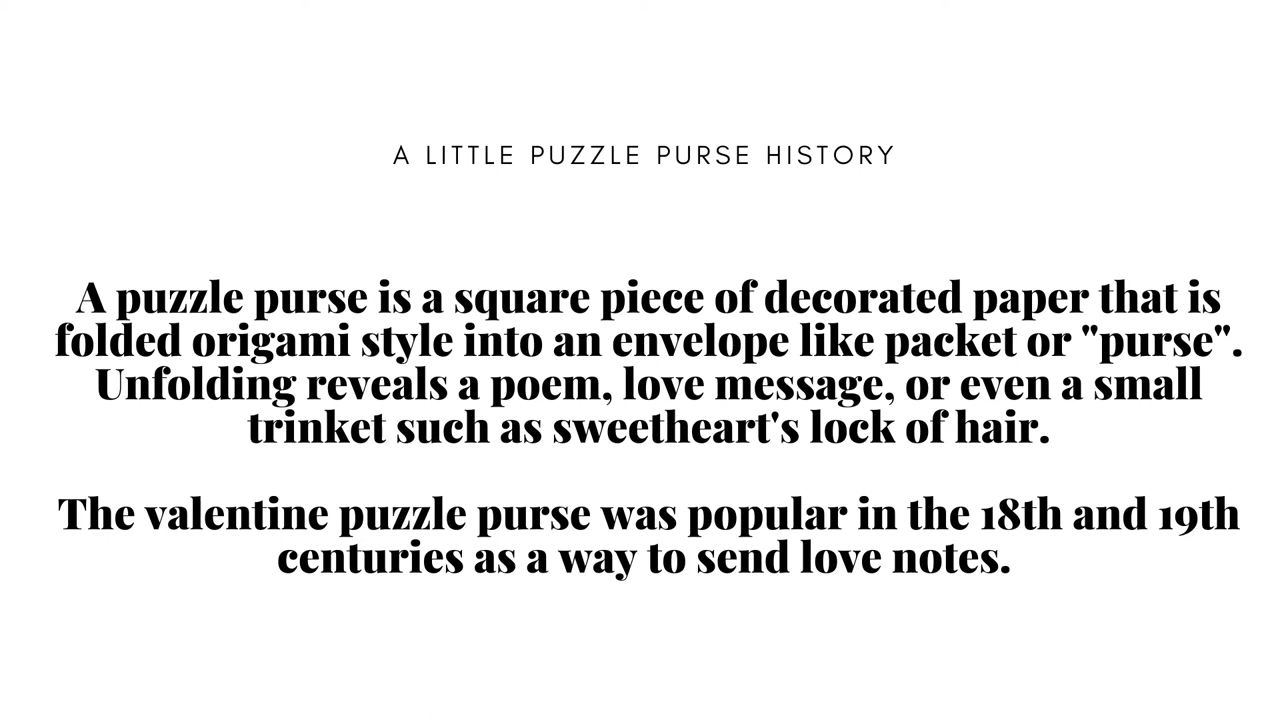 A LITTLE PUZZLE PURSE HISTORY
A puzzle purse is a square piece of decorated paper that is
folded origami style into an envelope like packet or "purse".
Unfolding reveals a poem, love message, or even a small
trinket such as sweetheart's lock of hair.
The valentine puzzle purse was popular in the 18th and 19th
centuries as a way to send love notes.